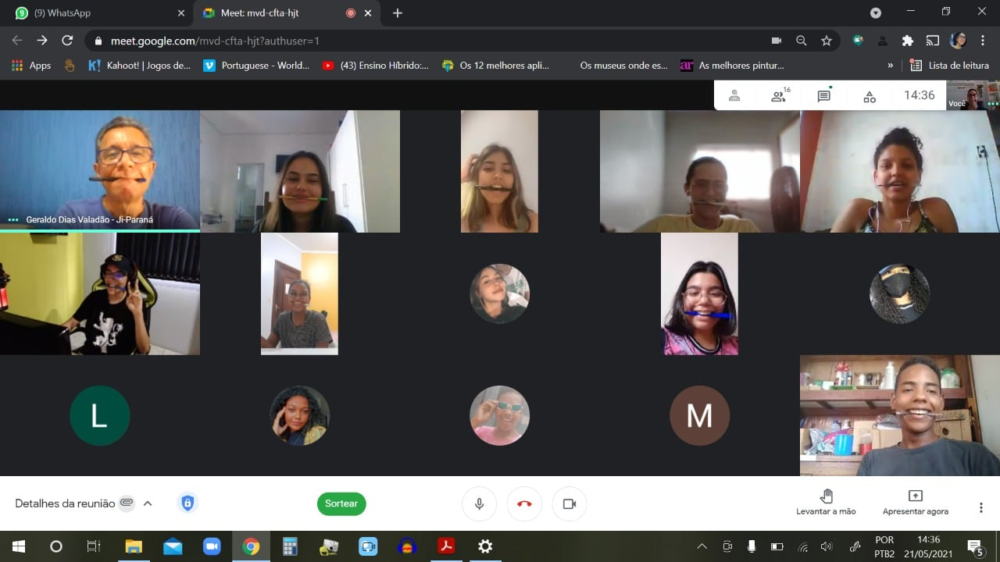 (9) WhatsApp
Meet: mvd-cfta-hjt
meet.google.com/mvd-cfta-hjt?authuser=1
Apps
Kahoot! | Jogos de...
Portuguese - World...
(43) Ensino Híbrido:...
Os 12 melhores apli...
Os museus onde es...
ar
As melhores pintur...
»
Lista de leitura
16
14:36
Você
Geraldo Dias Valadão - Ji-Paraná
L
M
Detalhes da reunião
Sortear
Levantar a mão
Apresentar agora
POR
PTB2
14:36
21/05/2021
5